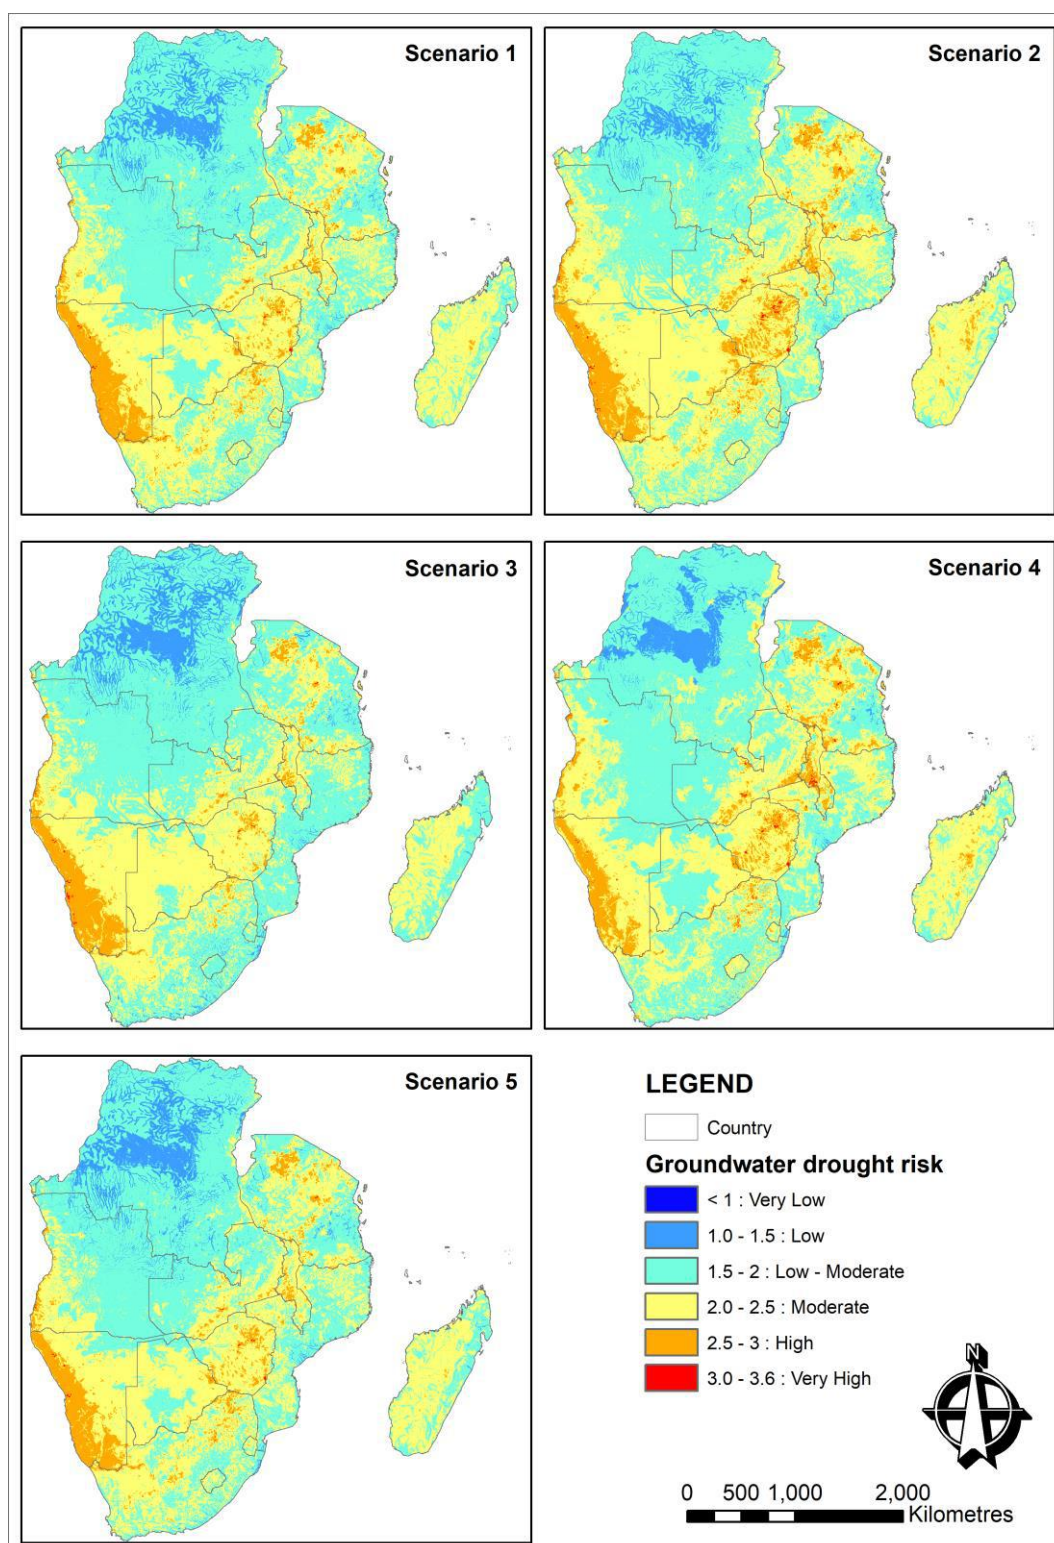 Scenario 1
Scenario 2
Scenario 3
Scenario 4
Scenario 5
LEGEND
Country
Groundwater drought risk
< 1 : Very Low
1.0 - 1.5 : Low
1.5 - 2 : Low - Moderate
2.0 - 2.5 : Moderate
2.5 - 3 : High
3.0 - 3.6 : Very High
N
0 500 1,000 2,000
Kilometres